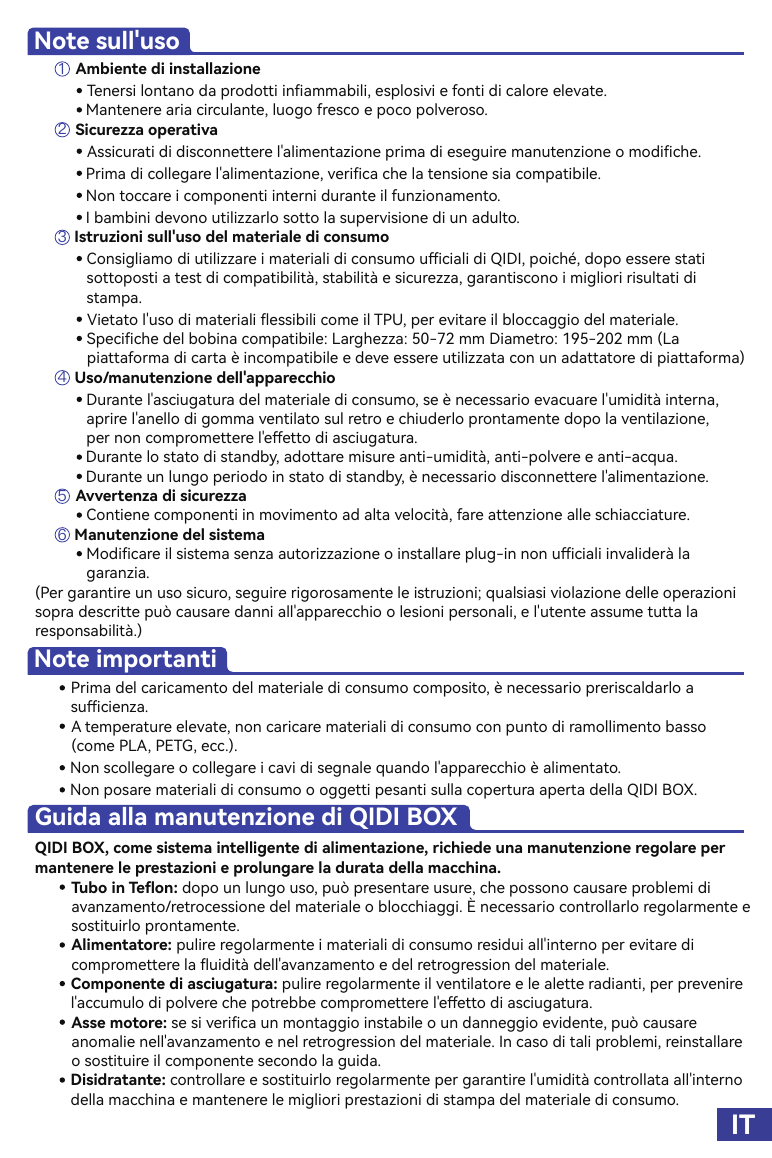 Note sull'uso
① Ambiente di installazione
• Tenersi lontano da prodotti infiammabili, esplosivi e fonti di calore elevate.
• Mantenere aria circulante, luogo fresco e poco polveroso.
② Sicurezza operativa
• Assicurati di disconnettere l'alimentazione prima di eseguire manutenzione o modifiche.
• Prima di collegare l'alimentazione, verifica che la tensione sia compatibile.
• Non toccare i componenti interni durante il funzionamento.
• I bambini devono utilizzarlo sotto la supervisione di un adulto.
③ Istruzioni sull'uso del materiale di consumo
• Consigliamo di utilizzare i materiali di consumo ufficiali di QIDI, poiché, dopo essere stati
sottoposti a test di compatibilità, stabilità e sicurezza, garantiscono i migliori risultati di
stampa.
• Vietato l'uso di materiali flessibili come il TPU, per evitare il bloccaggio del materiale.
• Specifiche del bobina compatibile: Larghezza: 50-72 mm Diametro: 195-202 mm (La
piattaforma di carta è incompatibile e deve essere utilizzata con un adattatore di piattaforma)
④ Uso/manutenzione dell'apparecchio
• Durante l'asciugatura del materiale di consumo, se è necessario evacuare l'umidità interna,
aprire l'anello di gomma ventilato sul retro e chiuderlo prontamente dopo la ventilazione,
per non compromettere l'effetto di asciugatura.
• Durante lo stato di standby, adottare misure anti-umidità, anti-polvere e anti-acqua.
• Durante un lungo periodo in stato di standby, è necessario disconnettere l'alimentazione.
⑤ Avvertenza di sicurezza
• Contiene componenti in movimento ad alta velocità, fare attenzione alle schiacciature.
⑥ Manutenzione del sistema
• Modificare il sistema senza autorizzazione o installare plug-in non ufficiali invaliderà la
garanzia.
(Per garantire un uso sicuro, seguire rigorosamente le istruzioni; qualsiasi violazione delle operazioni
sopra descritte può causare danni all'apparecchio o lesioni personali, e l'utente assume tutta la
responsabilità.)
Note importanti
• Prima del caricamento del materiale di consumo composito, è necessario preriscaldarlo a
sufficienza.
• A temperature elevate, non caricare materiali di consumo con punto di ramollimento basso
(come PLA, PETG, ecc.).
• Non scollegare o collegare i cavi di segnale quando l'apparecchio è alimentato.
• Non posare materiali di consumo o oggetti pesanti sulla copertura aperta della QIDI BOX.
Guida alla manutenzione di QIDI BOX
QIDI BOX, come sistema intelligente di alimentazione, richiede una manutenzione regolare per
mantenere le prestazioni e prolungare la durata della macchina.
• Tubo in Teflon: dopo un lungo uso, può presentare usure, che possono causare problemi di
avanzamento/retrocessione del materiale o blocchiaggi. È necessario controllarlo regolarmente e
sostituirlo prontamente.
• Alimentatore: pulire regolarmente i materiali di consumo residui all'interno per evitare di
compromettere la fluidità dell'avanzamento e del retrogression del materiale.
• Componente di asciugatura: pulire regolarmente il ventilatore e le alette radianti, per prevenire
l'accumulo di polvere che potrebbe compromettere l'effetto di asciugatura.
• Asse motore: se si verifica un montaggio instabile o un danneggio evidente, può causare
anomalie nell'avanzamento e nel retrogression del materiale. In caso di tali problemi, reinstallare
o sostituire il componente secondo la guida.
• Disidratante: controllare e sostituirlo regolarmente per garantire l'umidità controllata all'interno
della macchina e mantenere le migliori prestazioni di stampa del materiale di consumo.
IT